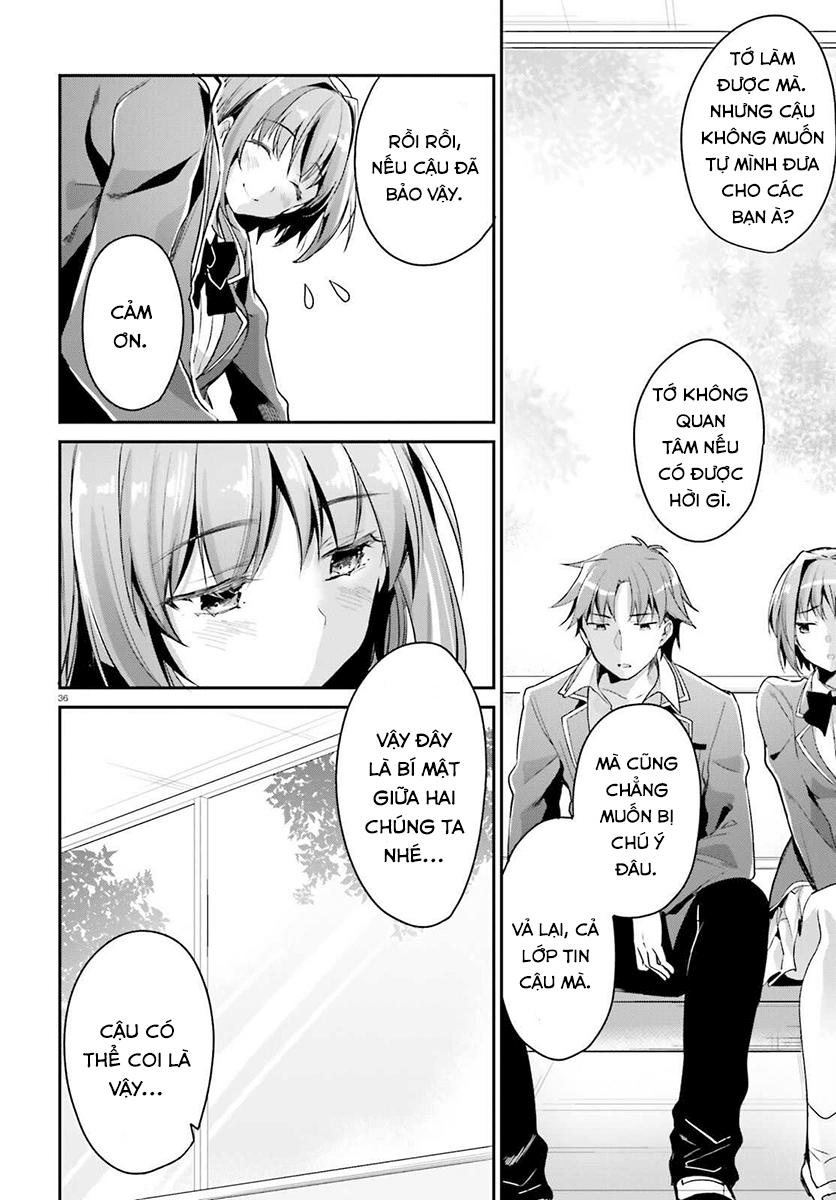 TỚ LÀM
ĐƯỢC MÀ.
NHƯNG CẬU
KHÔNG MUỐN
TỰ MÌNH ĐƯA
CHO CÁC
BẠN À?
TỚ KHÔNG
QUAN
TÂM NẾU
CÓ ĐƯỢC
HỜI GÌ.
MÀ CŨNG
CHẲNG
MUỐN BỊ
CHÚ Ý
ĐÂU.
VẢ LẠI, CẢ
LỚP TIN
CẬU MÀ.
RỒI RỒI,
NẾU CẬU ĐÃ
BẢO VẬY.
CẢM
ƠN.
36
VẬY ĐÂY
LÀ BÍ MẬT
GIỮA HAI
CHÚNG TA
NHÉ...
CẬU CÓ
THỂ COI LÀ
VẬY...